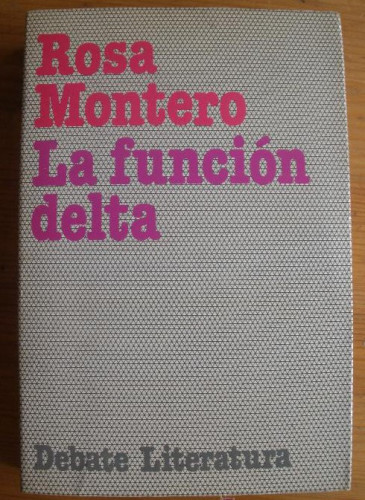 Rosa
Montero
La función
delta
Debate Literatura